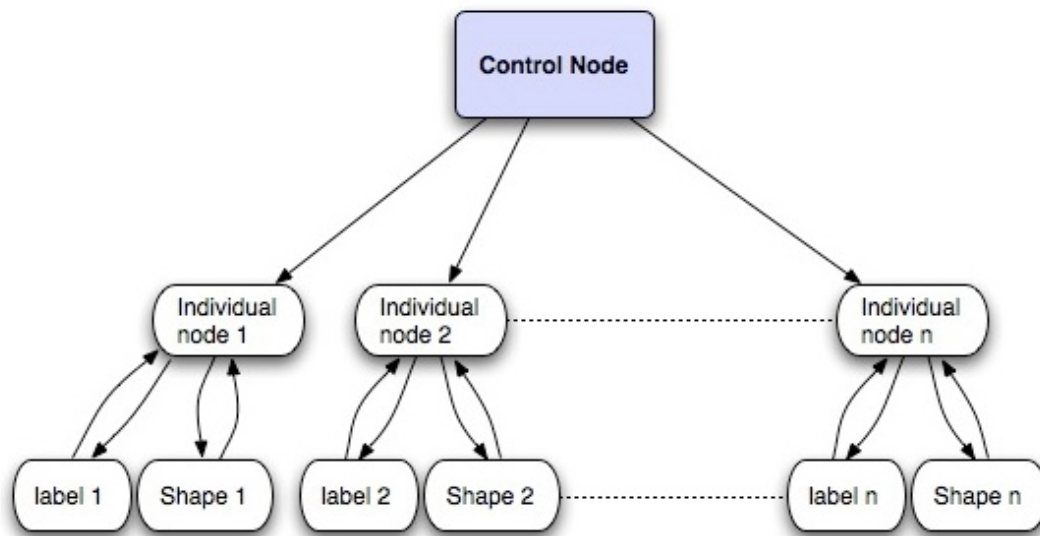 Control Node
Individual
node 1
Individual
node 2
Individual
node n
label 1
Shape 1
label 2
Shape 2
label n
Shape n